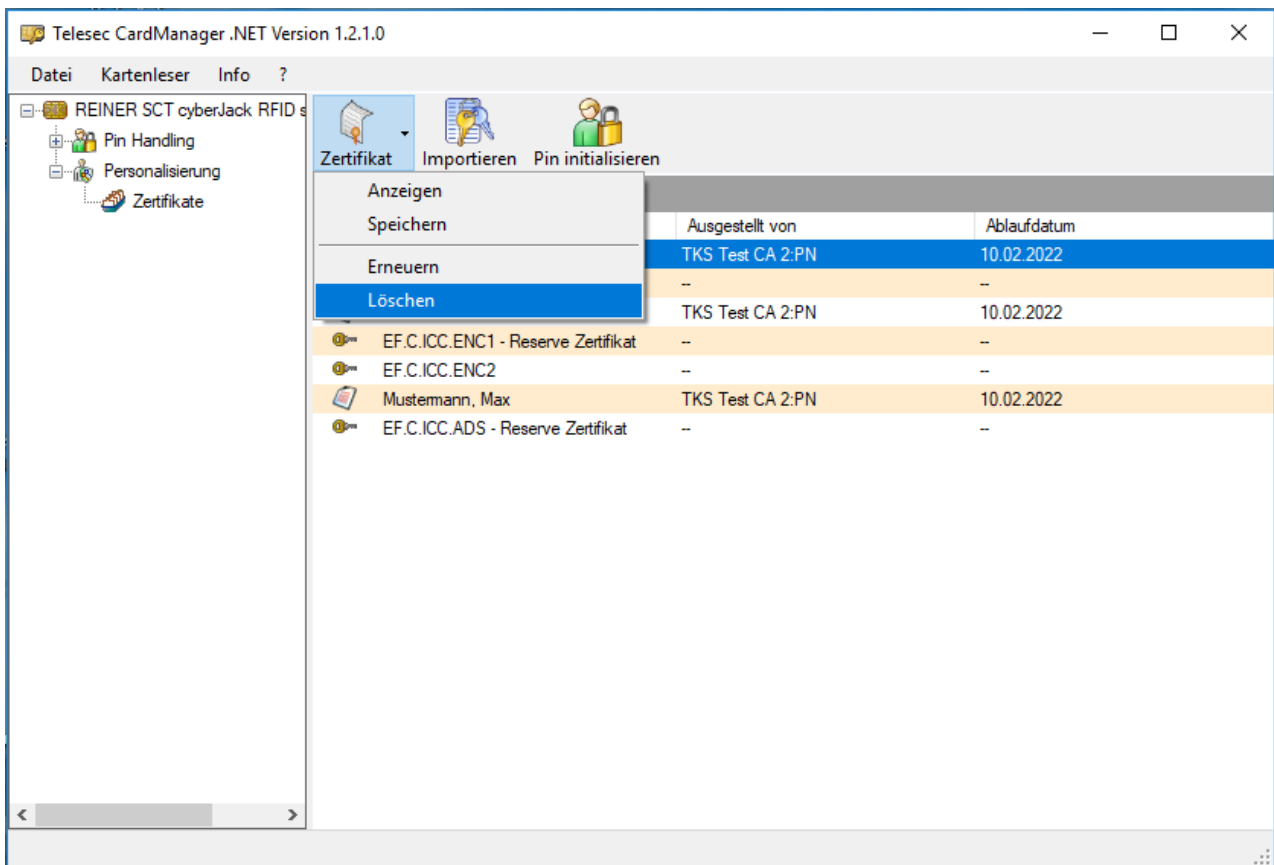 Telesec CardManager .NET Version 1.2.1.0
Datei Kartenleser Info ?
REINER SCT cyberJack RFID s
Pin Handling
Personalisierung
Zertifikate
Zertifikat Importieren Pin initialisieren
Anzeigen
Speichern
Erneuern
Löschen
Ausgestellt von Ablaufdatum
TKS Test CA 2:PN 10.02.2022
-- --
TKS Test CA 2:PN 10.02.2022
EF.C.ICC.ENC1 - Reserve Zertifikat -- --
EF.C.ICC.ENC2 -- --
Mustermann, Max TKS Test CA 2:PN 10.02.2022
EF.C.ICC.ADS - Reserve Zertifikat -- --